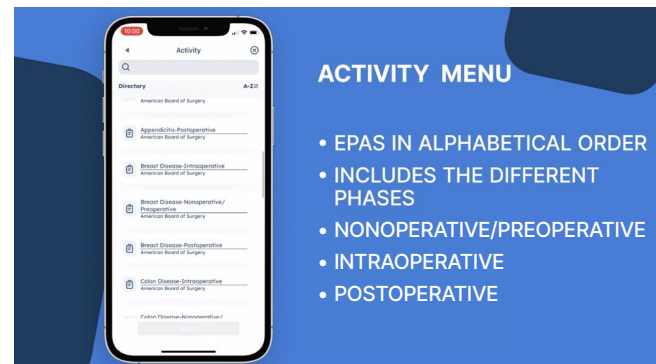 10:00
Activity
Directory
A-Z
American Board of Surgery
Appendicitis-Postoperative
American Board of Surgery
Breast Disease-Intraoperative
American Board of Surgery
Breast Disease-Nonoperative/
Preoperative
American Board of Surgery
Breast Disease-Postoperative
American Board of Surgery
Colon Disease-Intraoperative
American Board of Surgery
Colon Disease-Nonoperative/
NEXT
ACTIVITY MENU
• EPAS IN ALPHABETICAL ORDER
• INCLUDES THE DIFFERENT
PHASES
• NONOPERATIVE/PREOPERATIVE
• INTRAOPERATIVE
• POSTOPERATIVE